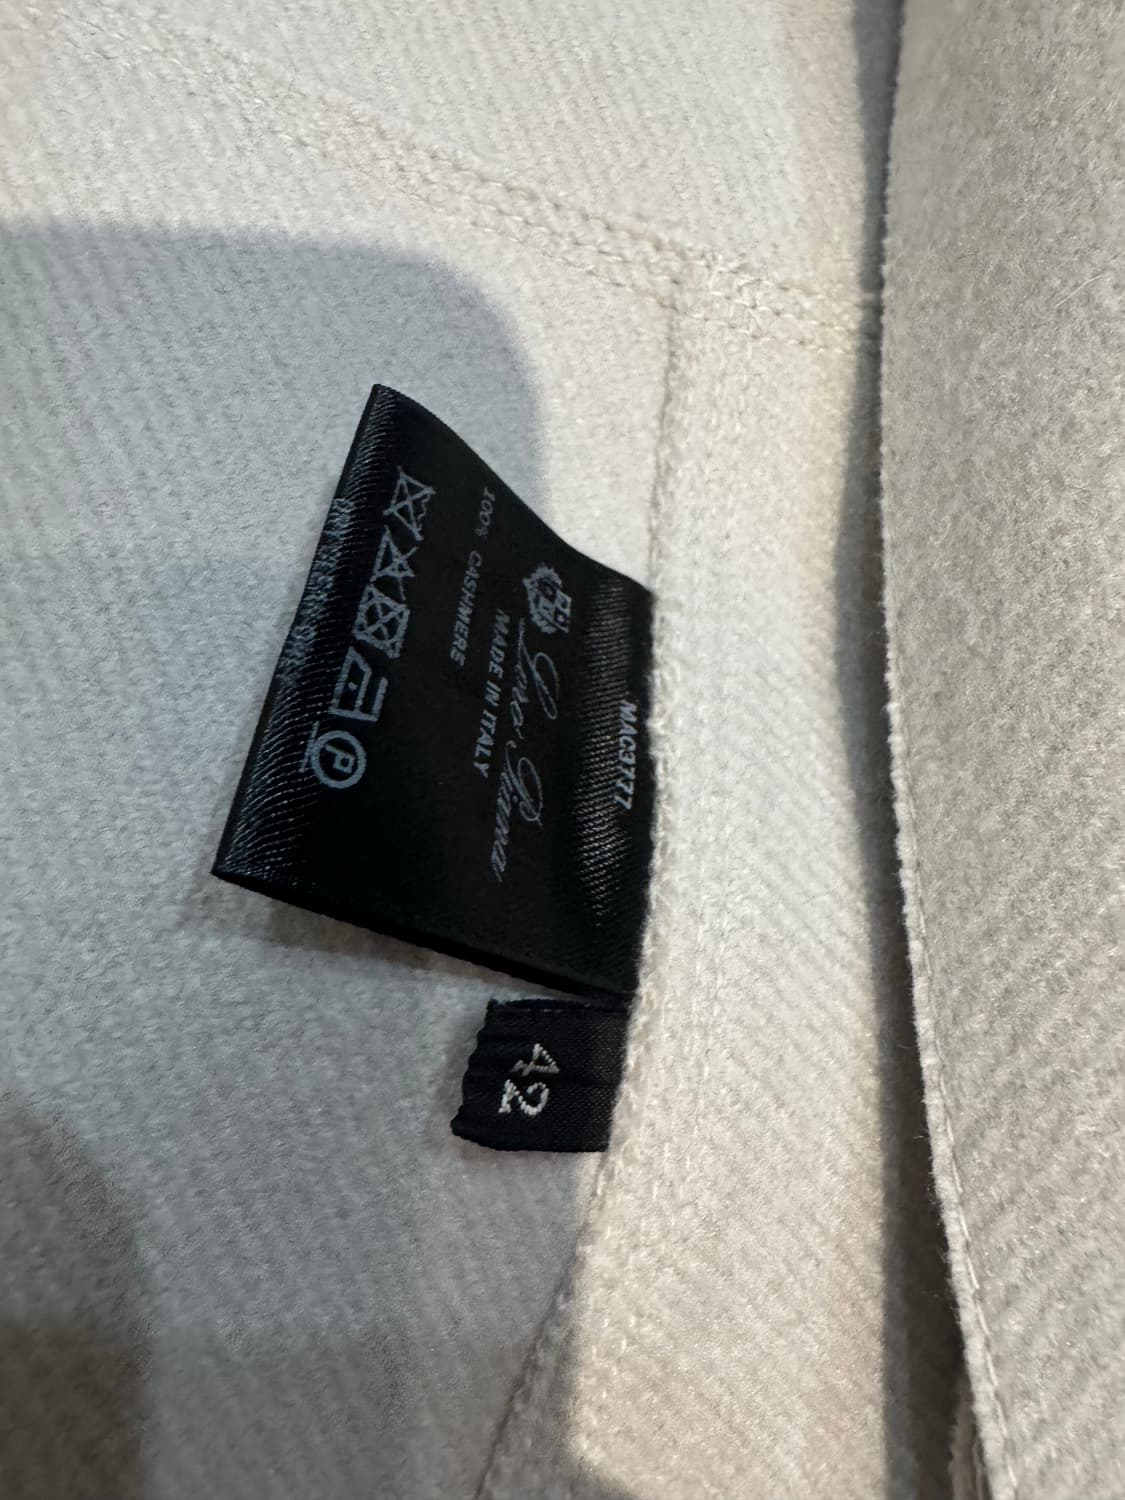 MAC3777
Loro Piana
MADE IN ITALY
100% CASHMERE
P
42